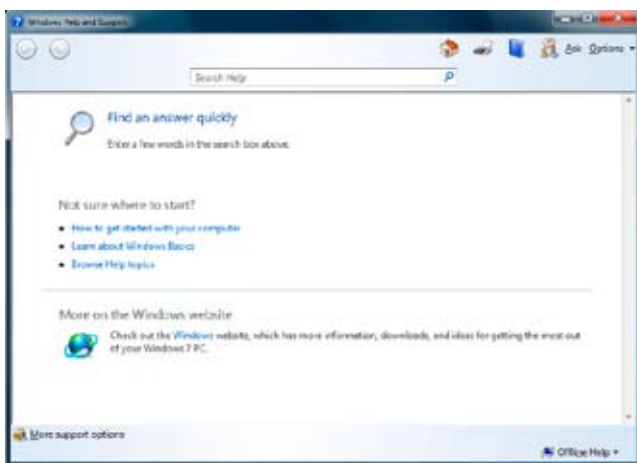 Windows Help and Support
Ask Options
Search Help
Find an answer quickly
Enter a few words in the search box above.
Not sure where to start?
How to get started with your computer
Learn about Windows Basics
Browse Help topics
More on the Windows website
Check out the Windows website, which has more information, downloads, and ideas for getting the most out
of your Windows 7 PC.
More support options
Office Help